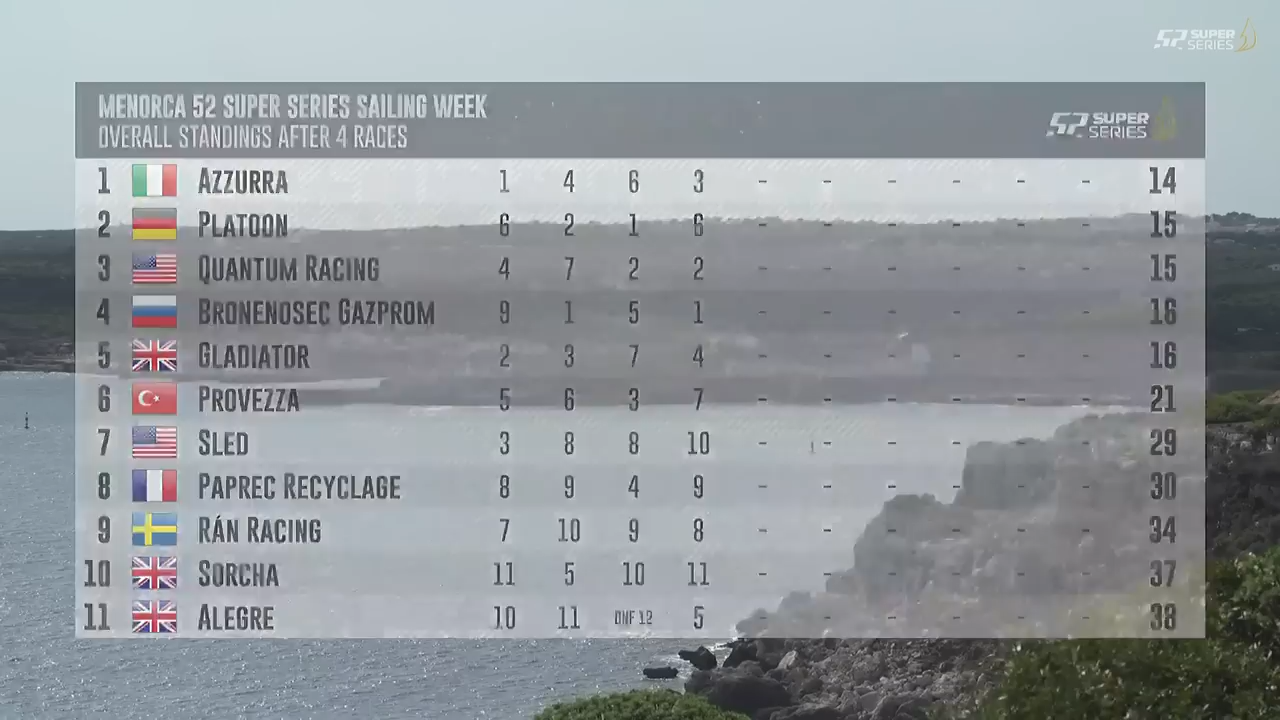 52 SUPER SERIES
MENORCA 52 SUPER SERIES SAILING WEEK
OVERALL STANDINGS AFTER 4 RACES
52 SUPER SERIES
1 AZZURRA 1 4 6 3 - - - - - - 14
2 PLATOON 6 2 1 6 - - - - - - 15
3 QUANTUM RACING 4 7 2 2 - - - - - - 15
4 BRONENOSEC GAZPROM 9 1 5 1 - - - - - - 16
5 GLADIATOR 2 3 7 4 - - - - - - 16
6 PROVEZZA 5 6 3 7 - - - - - - 21
7 SLED 3 8 8 10 - - - - - - 29
8 PAPREC RECYCLAGE 8 9 4 9 - - - - - - 30
9 RÁN RACING 7 10 9 8 - - - - - - 34
10 SORCHA 11 5 10 11 - - - - - - 37
11 ALEGRE 10 11 DNF 12 5 - - - - - - 38